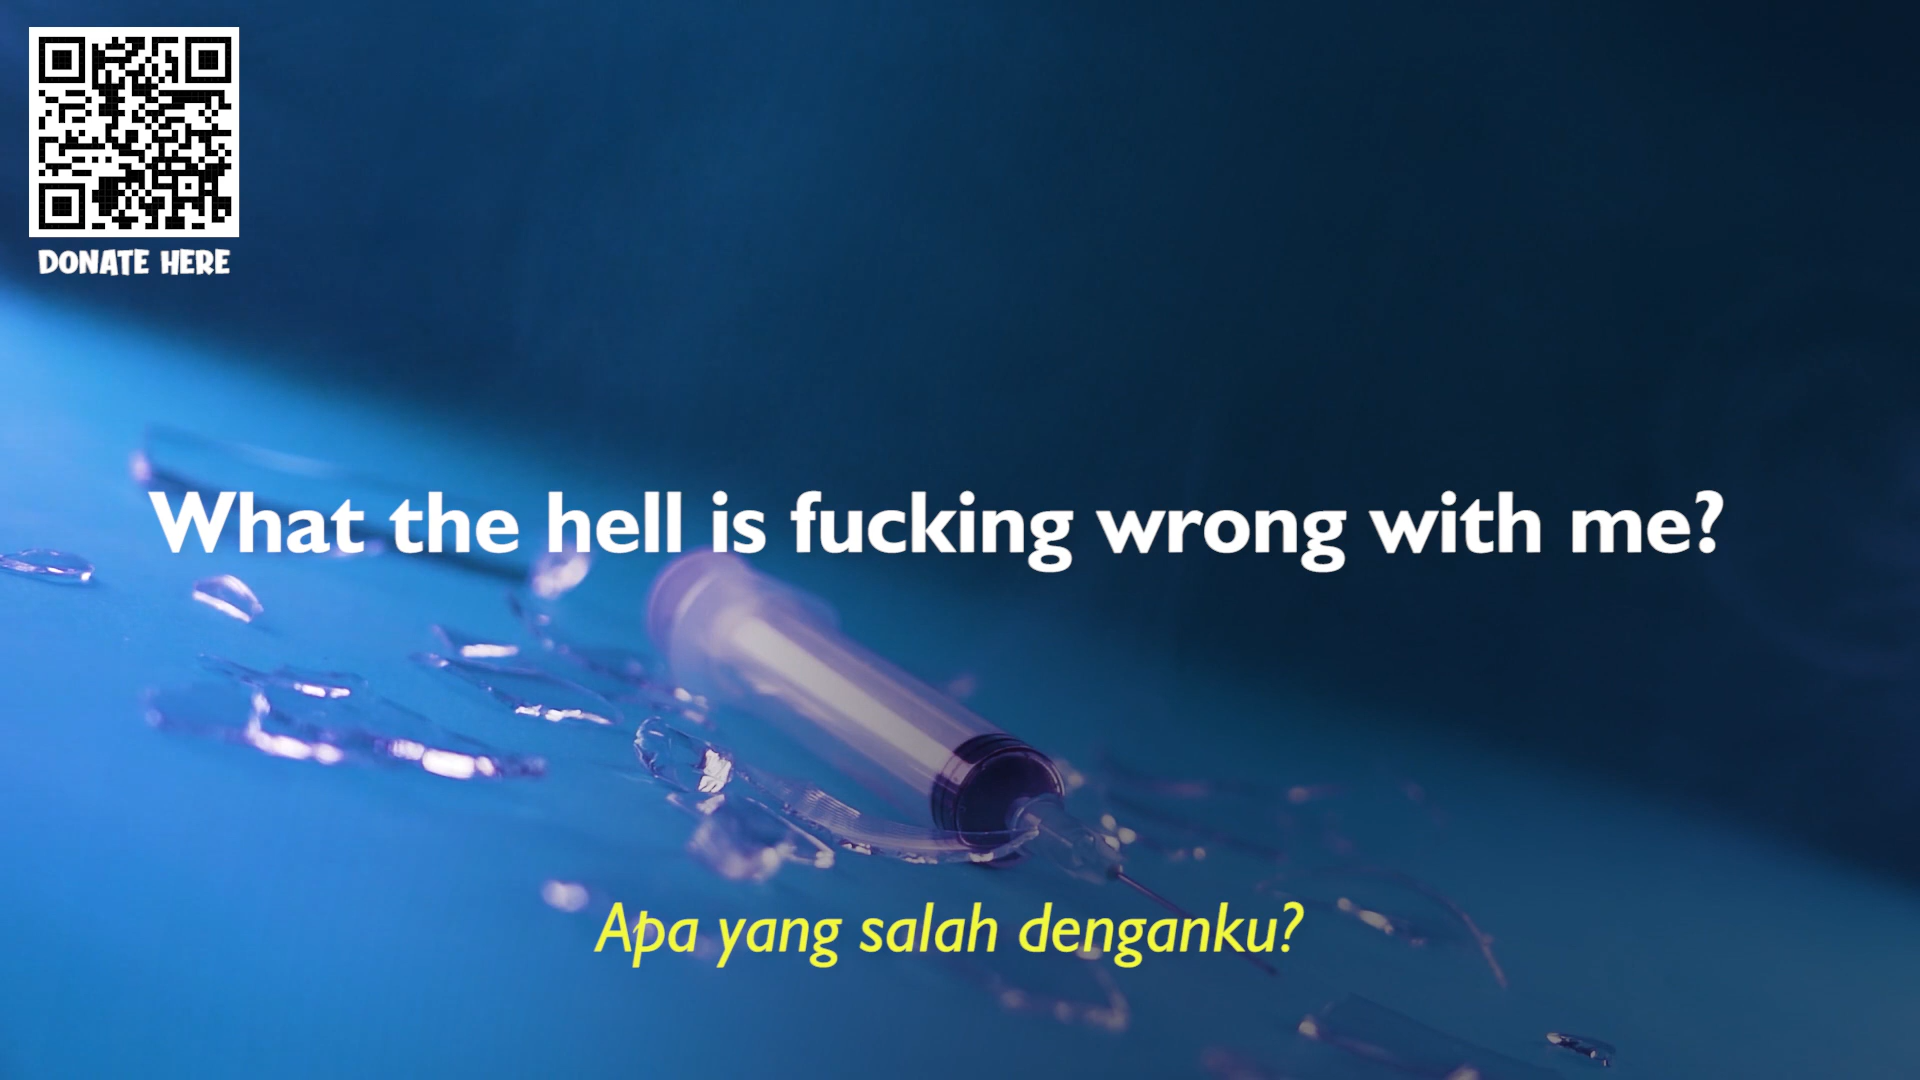 DONATE HERE
What the hell is fucking wrong with me?
Apa yang salah denganku?